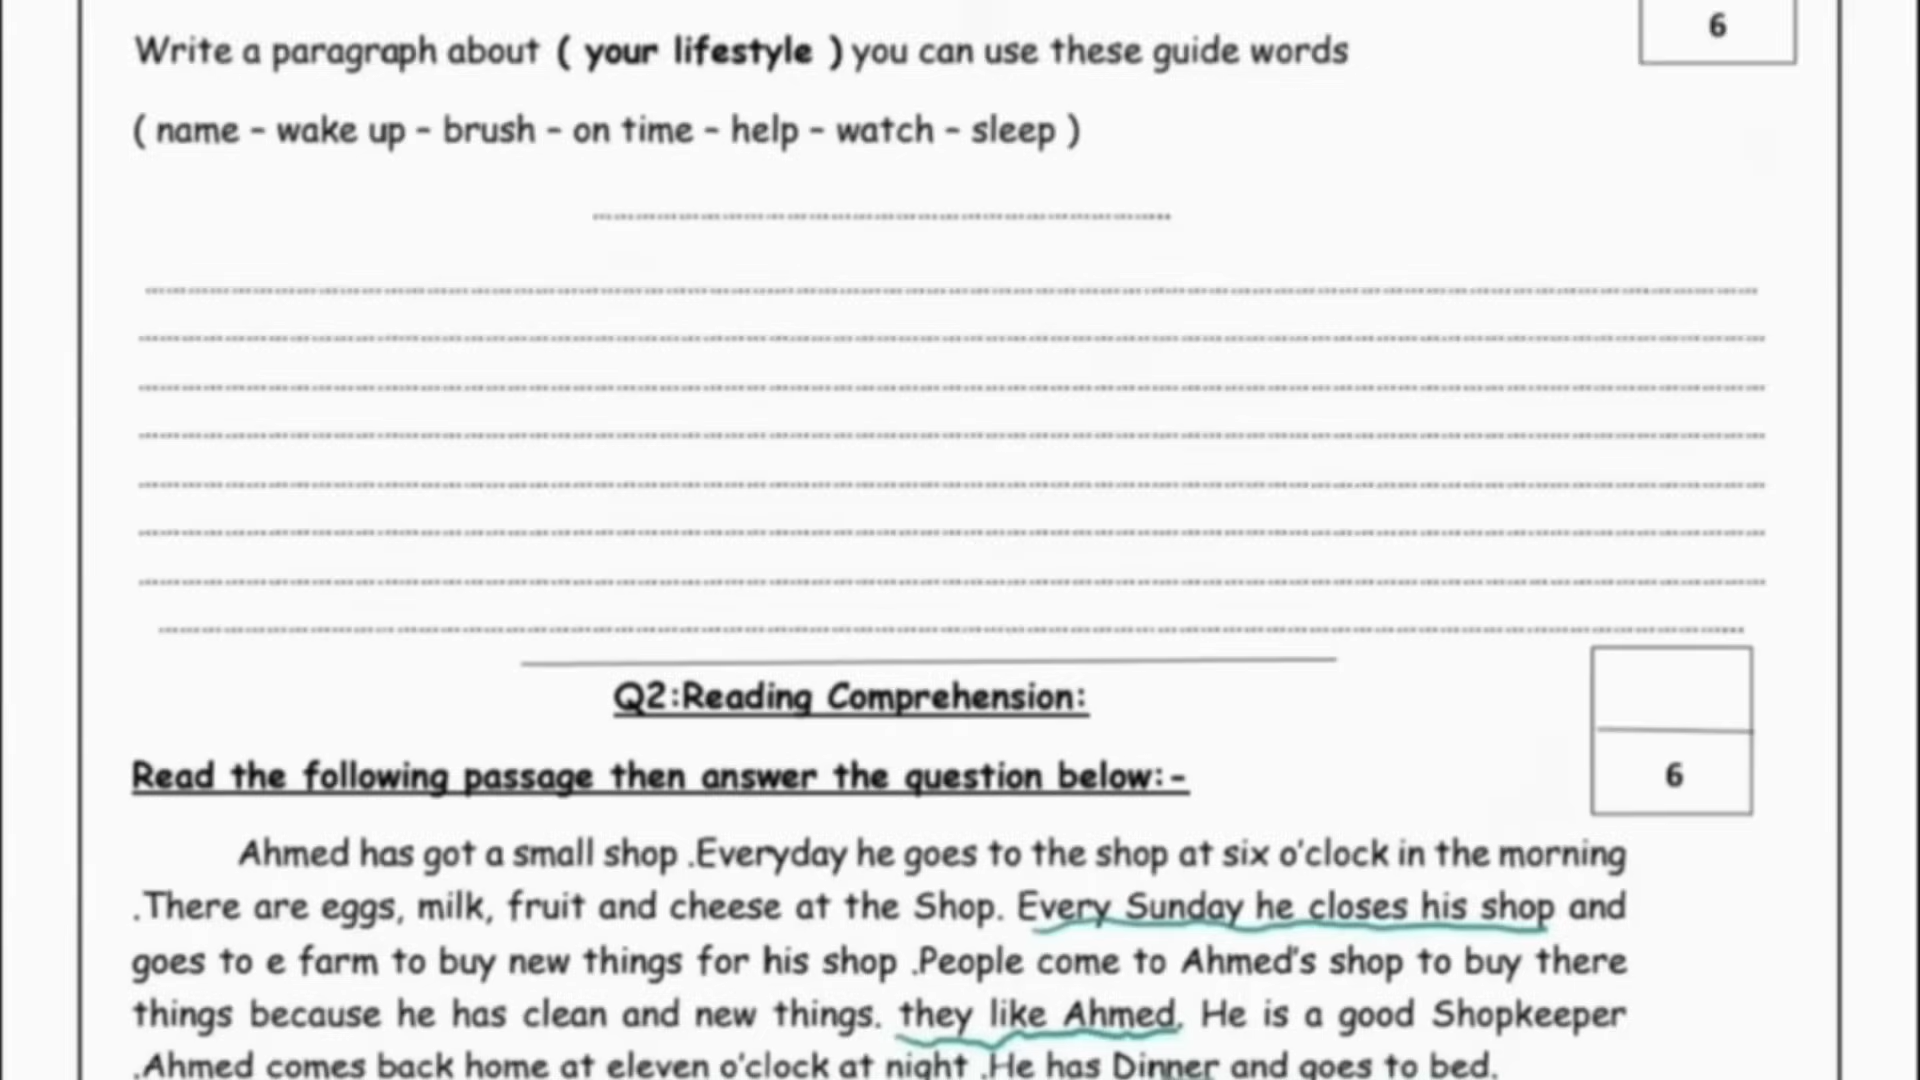 6
Write a paragraph about ( your lifestyle ) you can use these guide words
( name – wake up – brush – on time – help – watch – sleep )
Q2:Reading Comprehension:
Read the following passage then answer the question below:-
6
Ahmed has got a small shop .Everyday he goes to the shop at six o'clock in the morning
.There are eggs, milk, fruit and cheese at the Shop. Every Sunday he closes his shop and
goes to e farm to buy new things for his shop .People come to Ahmed's shop to buy there
things because he has clean and new things. they like Ahmed. He is a good Shopkeeper
.Ahmed comes back home at eleven o'clock at night .He has Dinner and goes to bed.